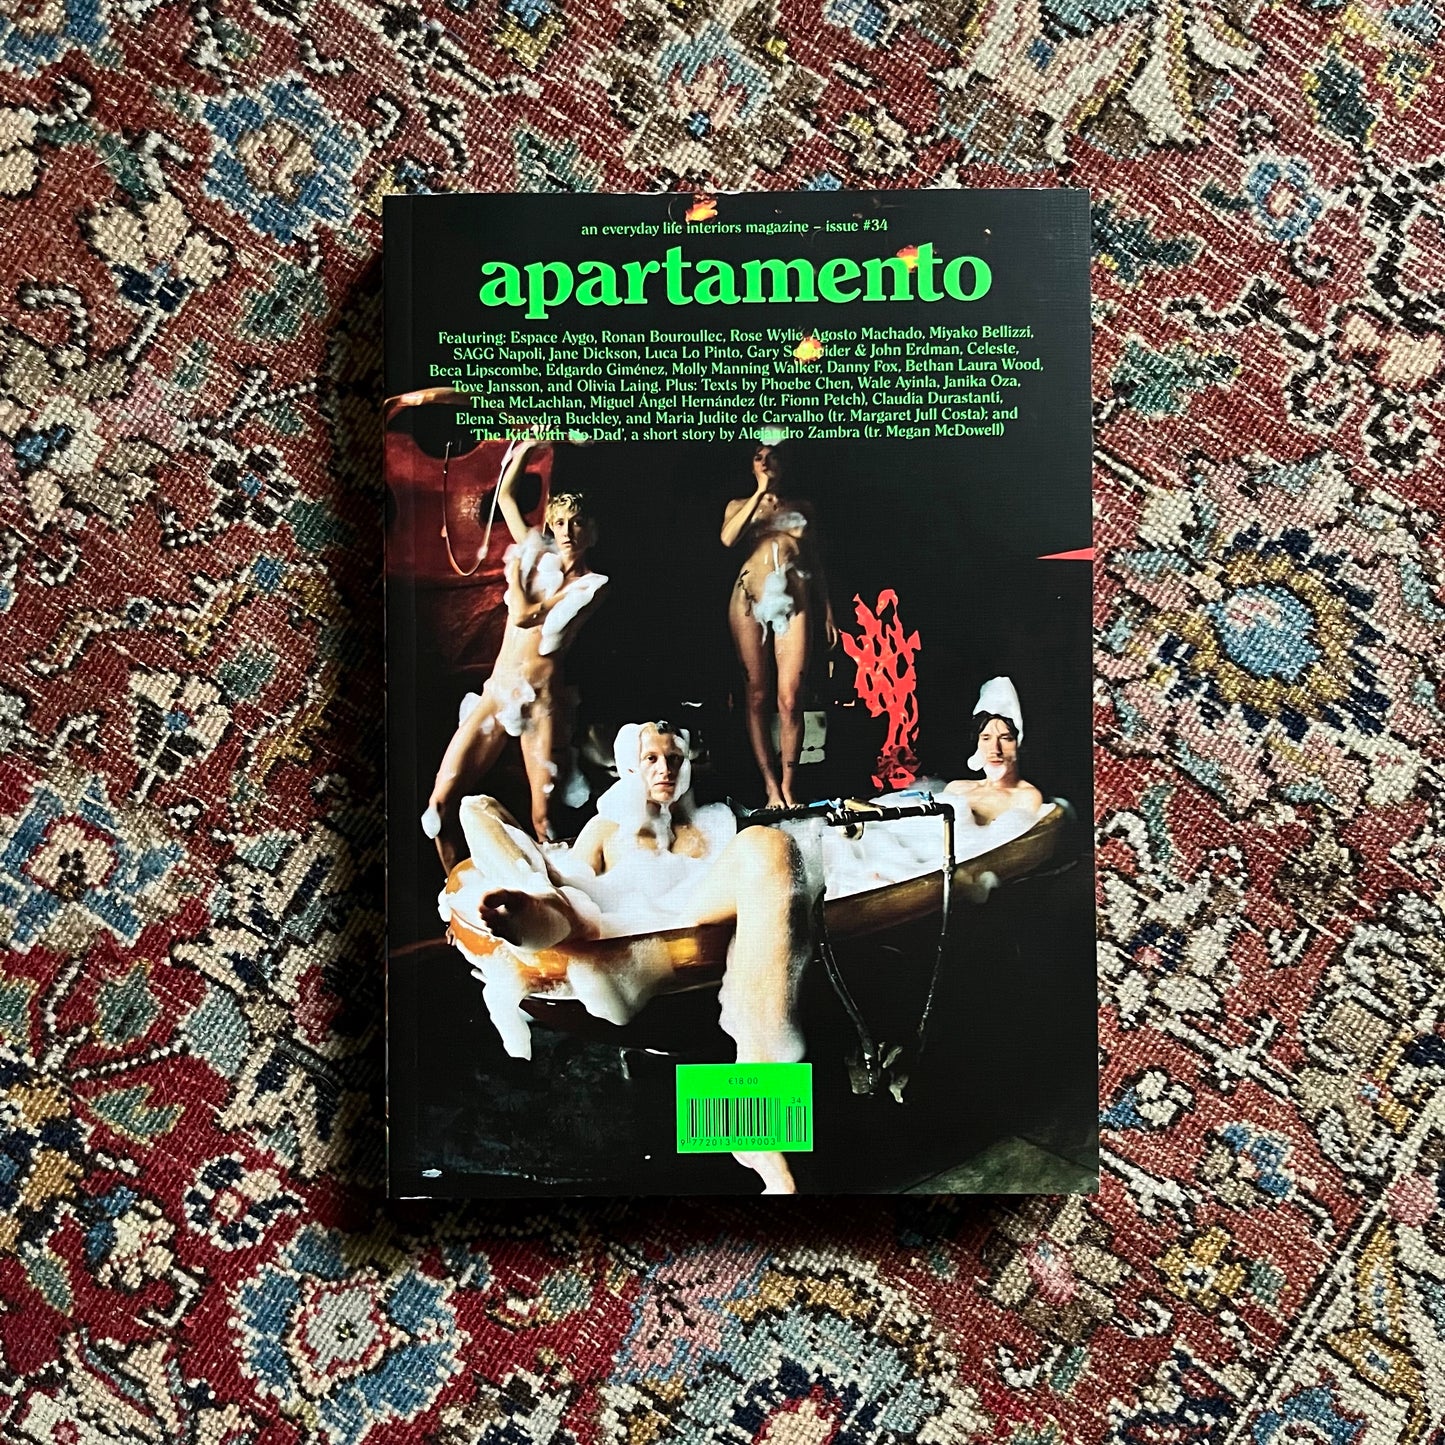 an everyday life interiors magazine – issue #34
apartamento
Featuring: Espace Aygo, Ronan Bouroullec, Rose Wylie, Agosto Machado, Miyako Bellizzi,
SAGG Napoli, Jane Dickson, Luca Lo Pinto, Gary Schneider & John Erdman, Celeste,
Beca Lipscombe, Edgardo Giménez, Molly Manning Walker, Danny Fox, Bethan Laura Wood,
Tove Jansson, and Olivia Laing. Plus: Texts by Phoebe Chen, Wale Ayinla, Janika Oza,
Thea McLachlan, Miguel Ángel Hernández (tr. Fionn Petch), Claudia Durastanti,
Elena Saavedra Buckley, and Maria Judite de Carvalho (tr. Margaret Jull Costa); and
‘The Kid with No Dad’, a short story by Alejandro Zambra (tr. Megan McDowell)
€18.00
34
9 772013 019003